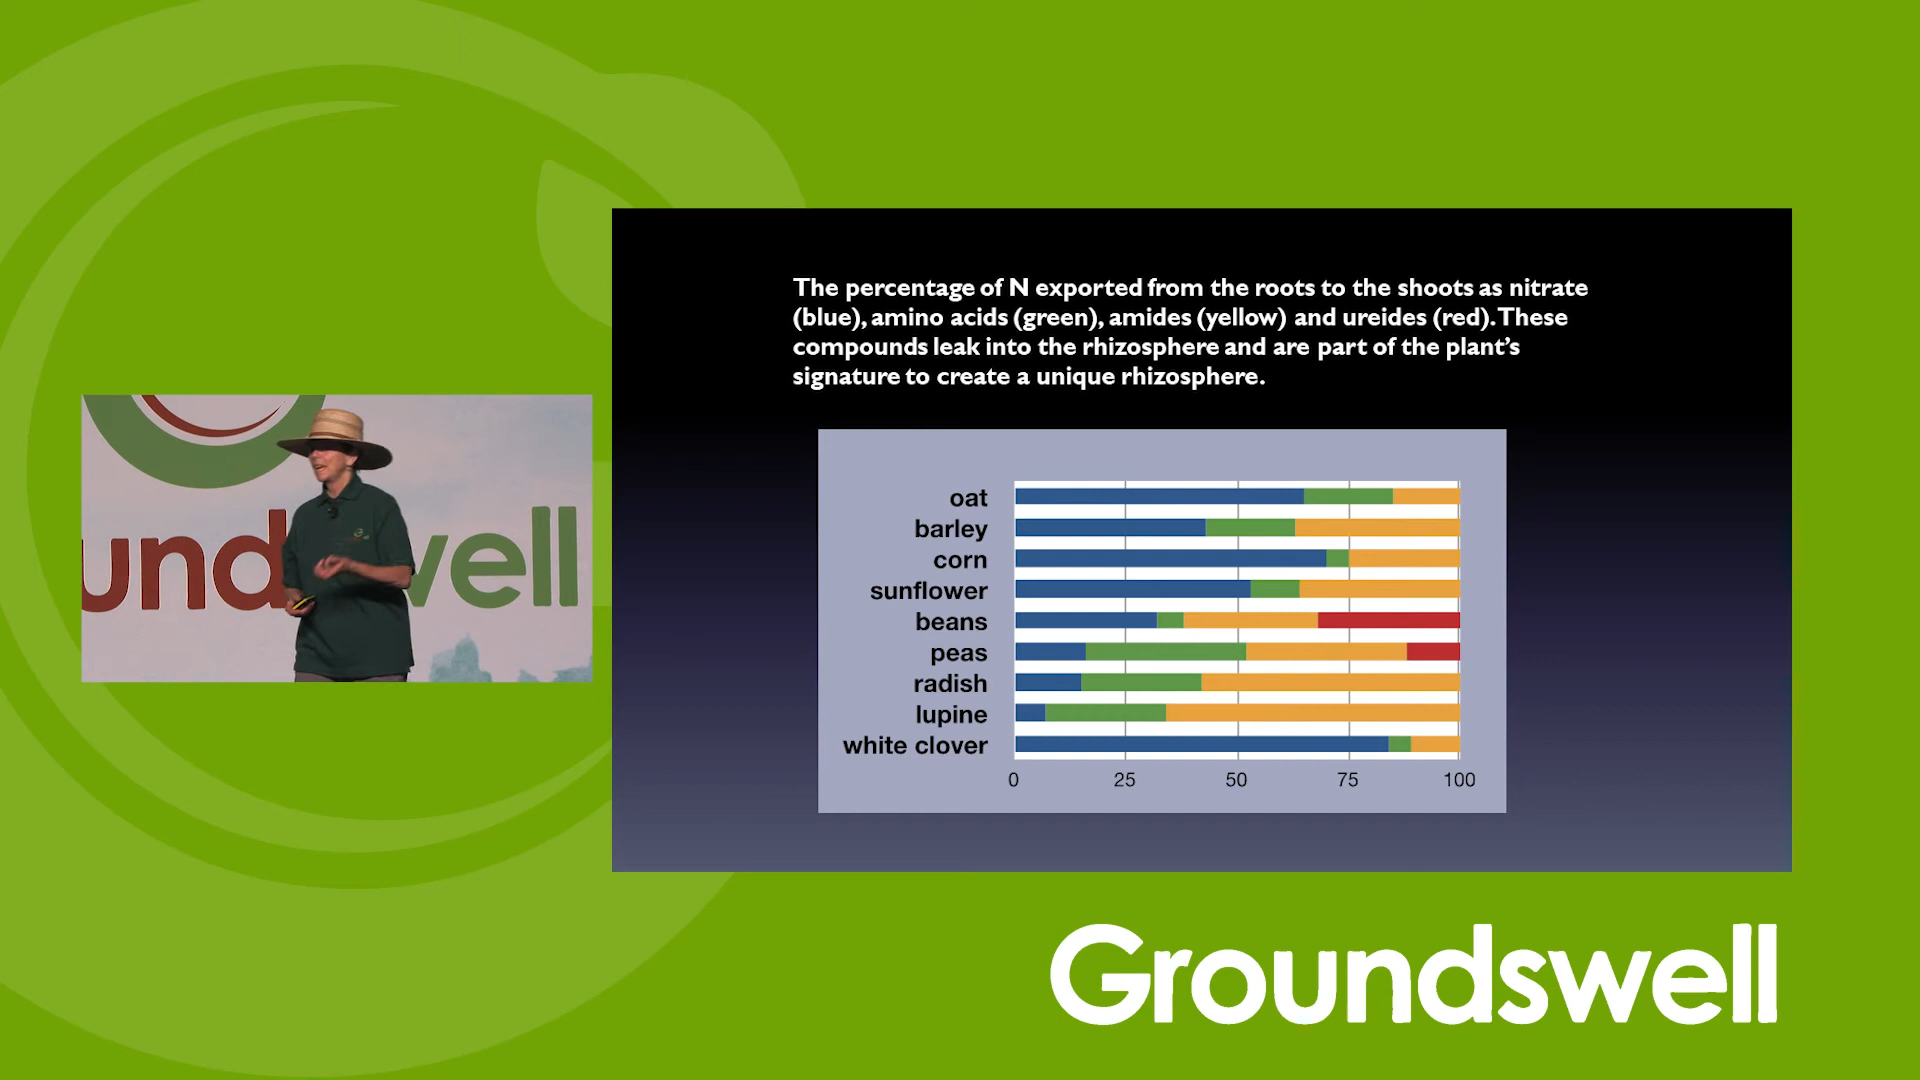 The percentage of N exported from the roots to the shoots as nitrate
(blue), amino acids (green), amides (yellow) and ureides (red). These
compounds leak into the rhizosphere and are part of the plant's
signature to create a unique rhizosphere.
oat
barley
corn
sunflower
beans
peas
radish
lupine
white clover
0 25 50 75 100
und well
Groundswell